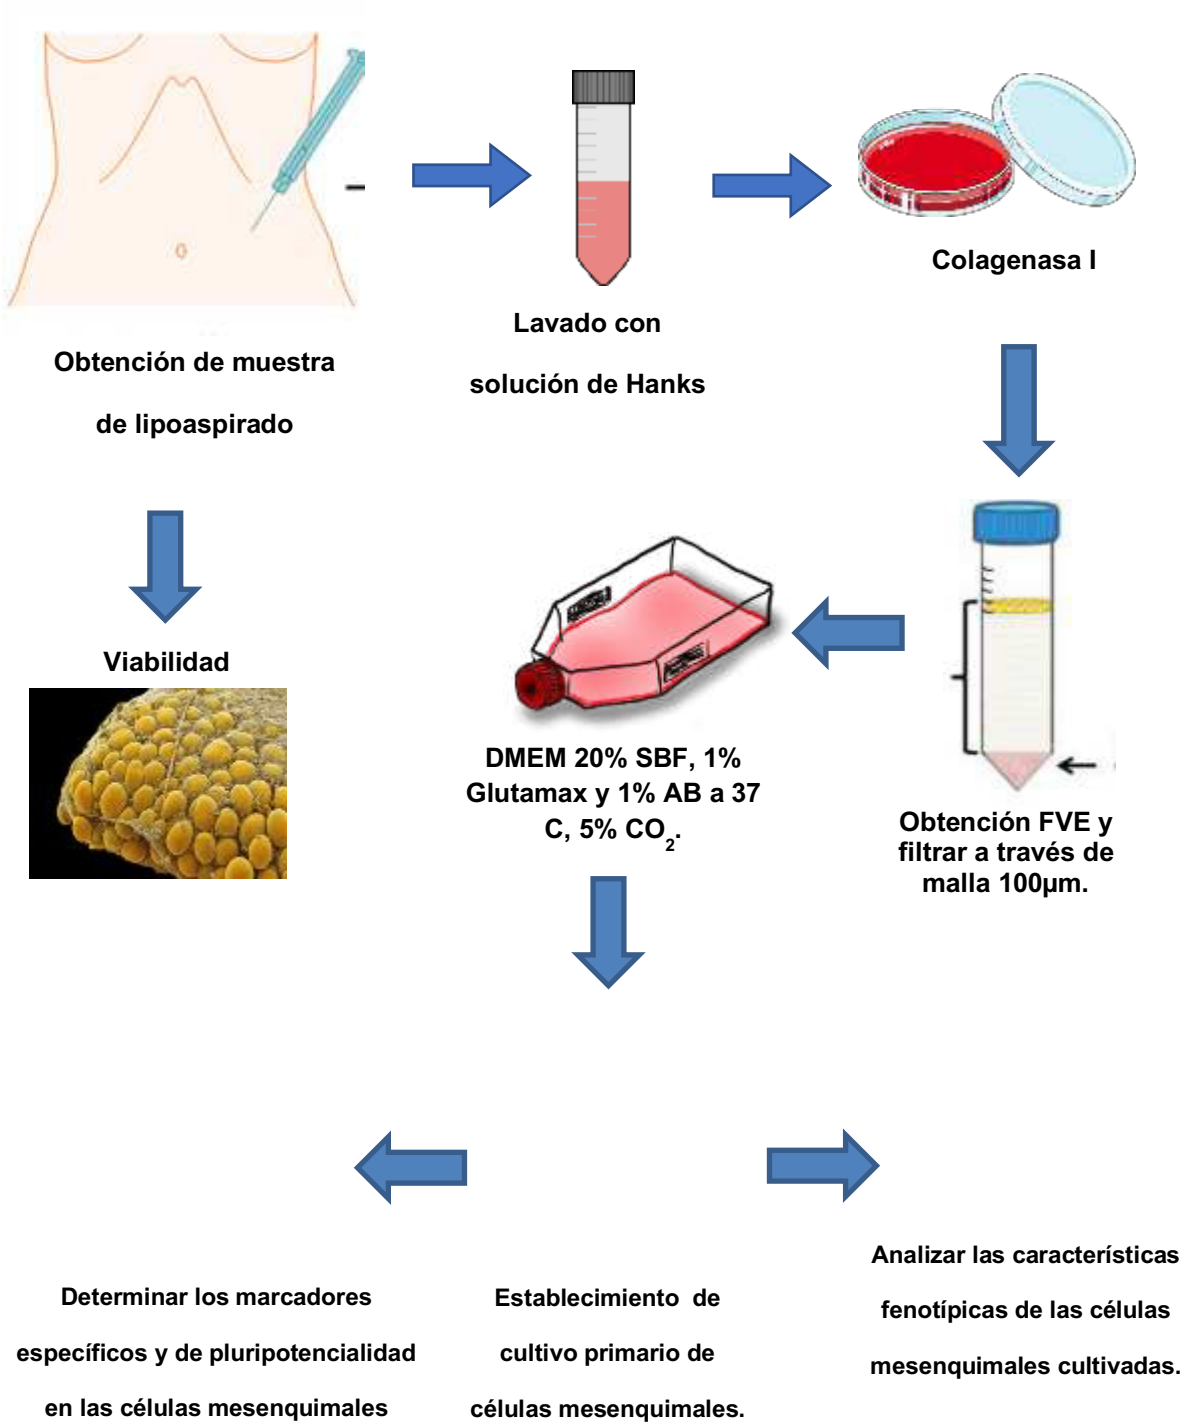 Obtención de muestra
de lipoaspirado
Lavado con
solución de Hanks
Colagenasa I
Viabilidad
DMEM 20% SBF, 1%
Glutamax y 1% AB a 37
C, 5% CO₂.
Obtención FVE y
filtrar a través de
malla 100µm.
Determinar los marcadores
específicos y de pluripotencialidad
en las células mesenquimales
Establecimiento de
cultivo primario de
células mesenquimales.
Analizar las características
fenotípicas de las células
mesenquimales cultivadas.